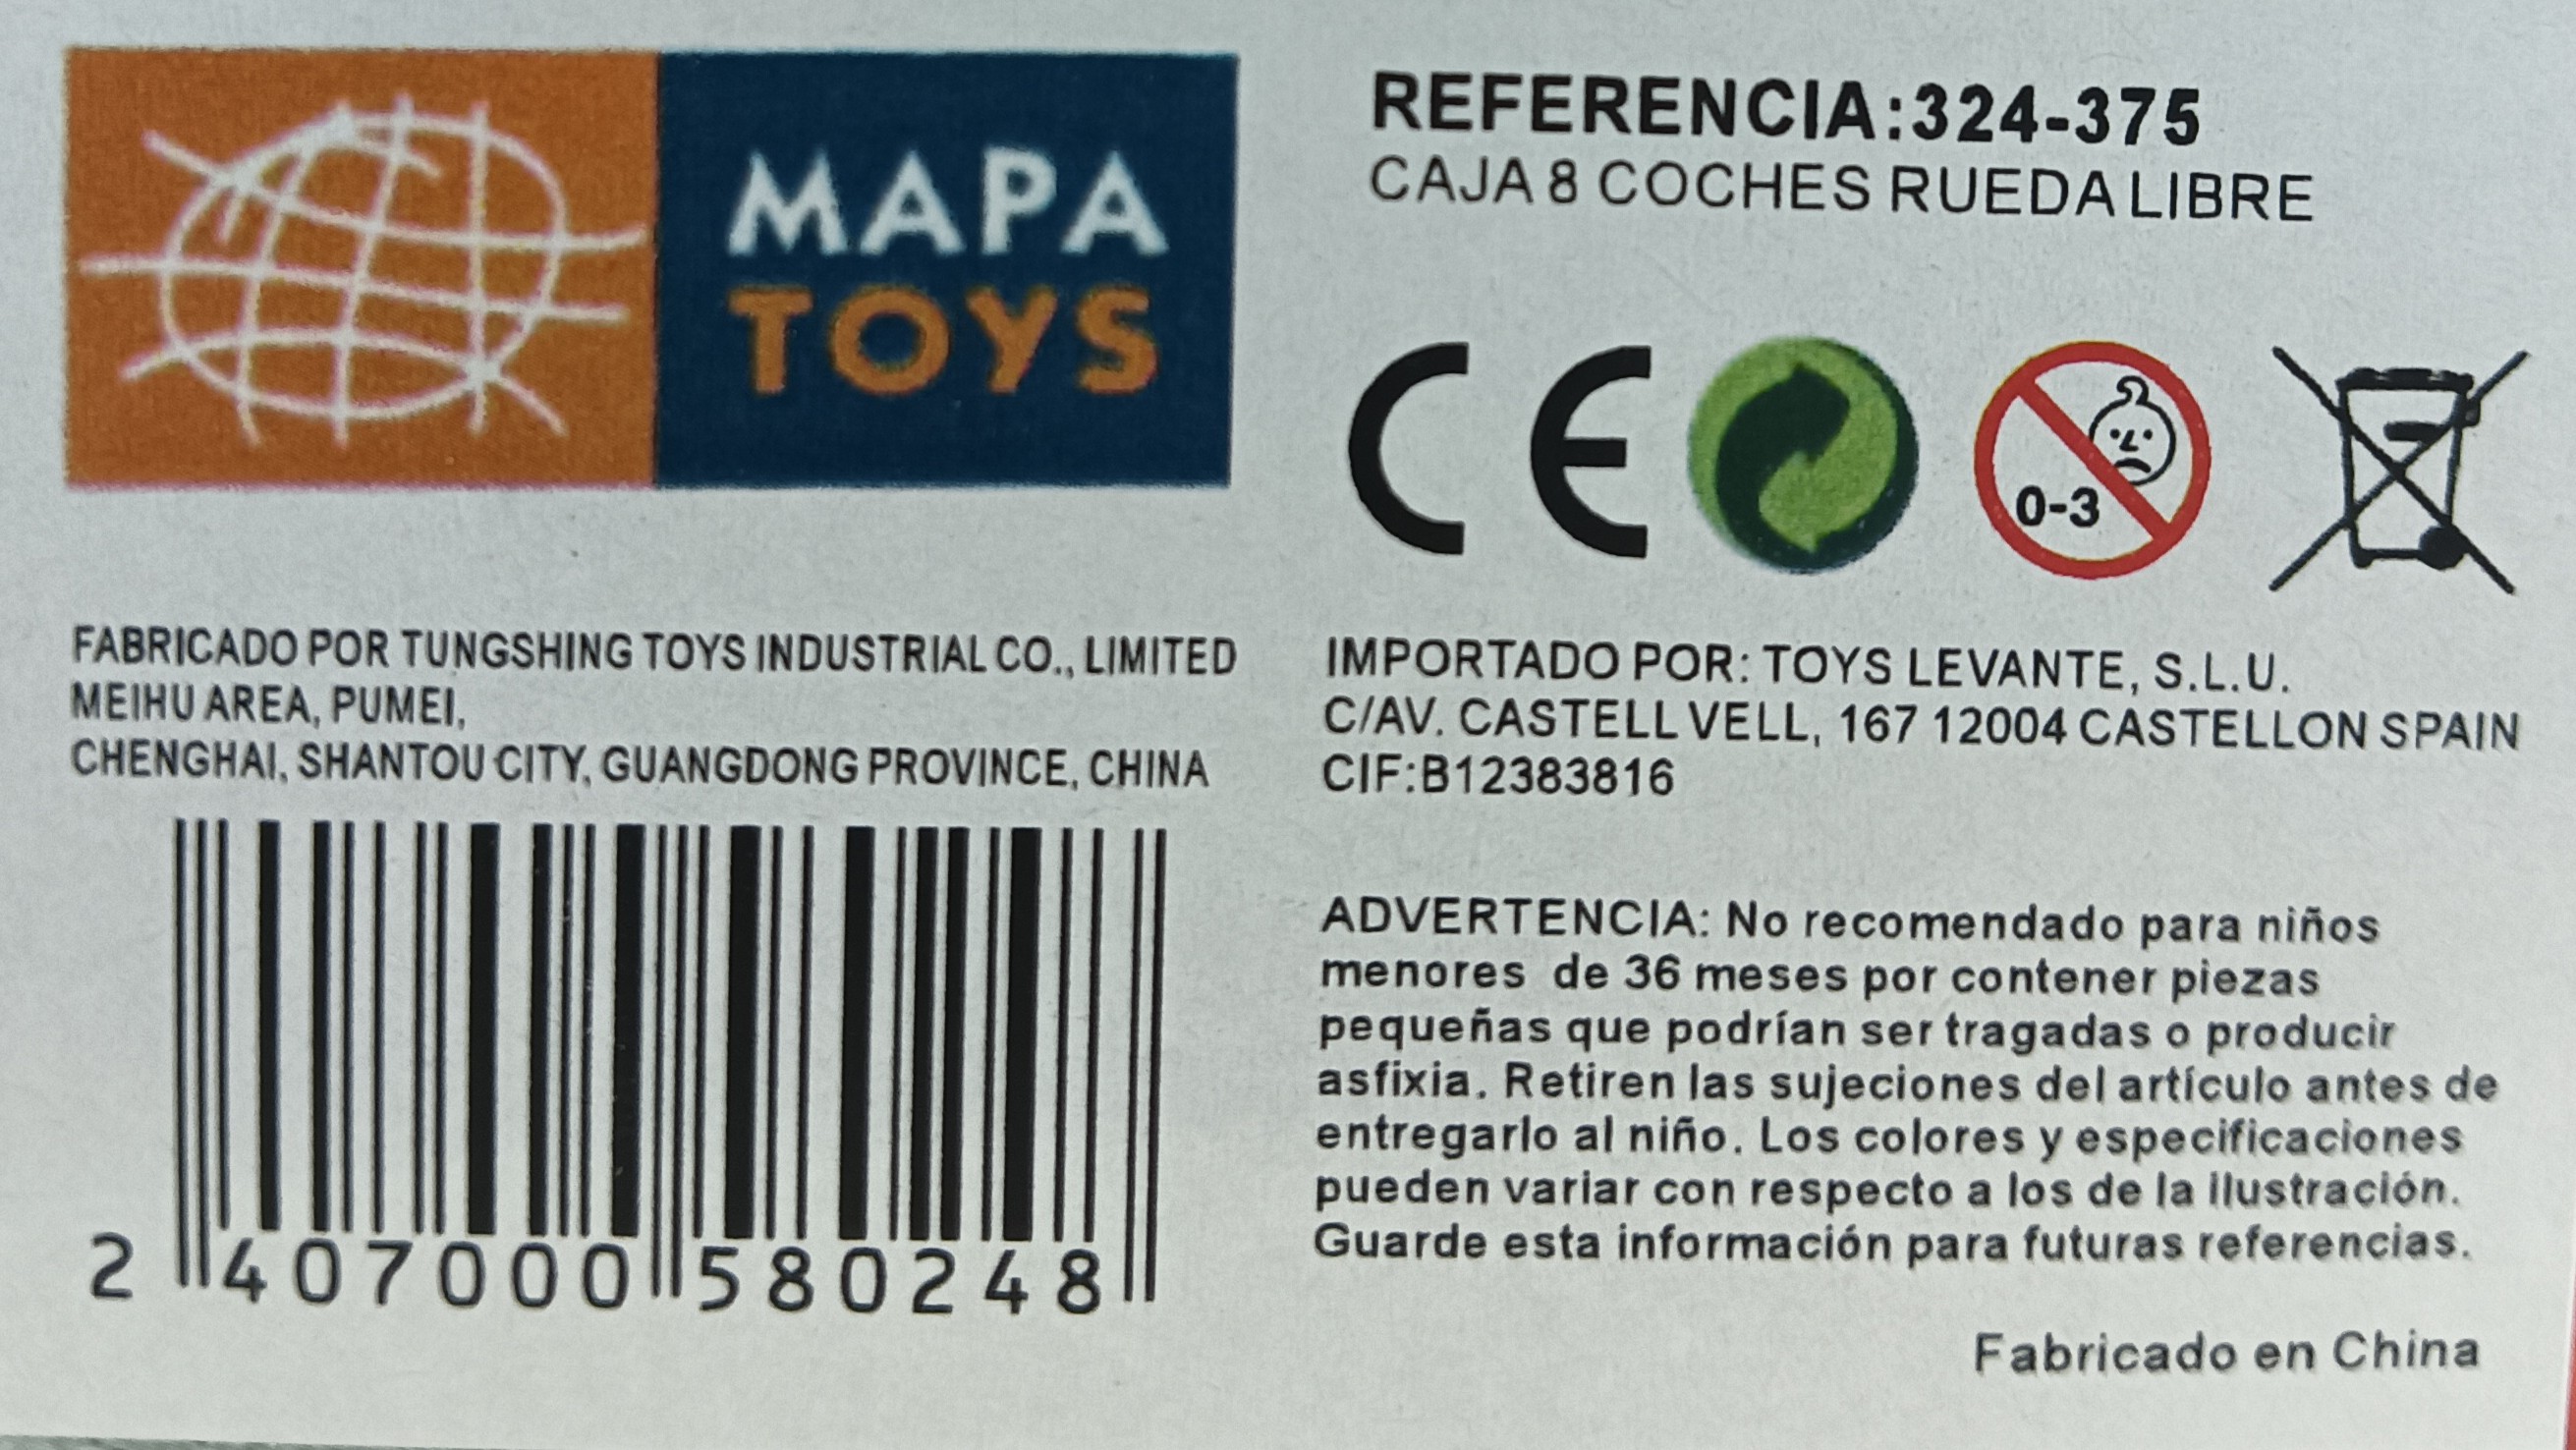 MAPA
TOYS
REFERENCIA:324-375
CAJA 8 COCHES RUEDA LIBRE
CE
0-3
FABRICADO POR TUNGSHING TOYS INDUSTRIAL CO., LIMITED
MEIHU AREA, PUMEI,
CHENGHAI, SHANTOU CITY, GUANGDONG PROVINCE, CHINA
2 407000 580248
IMPORTADO POR: TOYS LEVANTE, S.L.U.
C/AV. CASTELL VELL, 167 12004 CASTELLON SPAIN
CIF:B12383816
ADVERTENCIA: No recomendado para niños
menores de 36 meses por contener piezas
pequeñas que podrían ser tragadas o producir
asfixia. Retiren las sujeciones del artículo antes de
entregarlo al niño. Los colores y especificaciones
pueden variar con respecto a los de la ilustración.
Guarde esta información para futuras referencias.
Fabricado en China